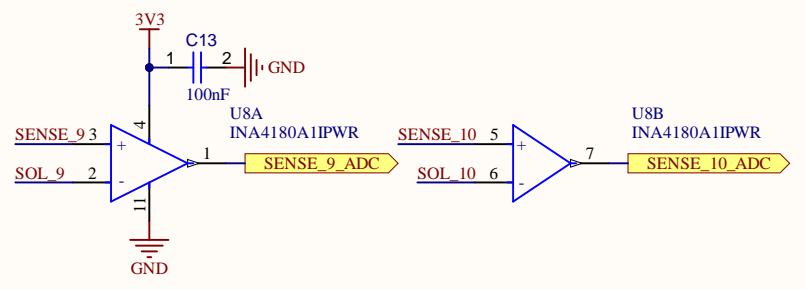 3V3
C13
1 2
GND
100nF
U8A
INA4180A1IPWR
U8B
INA4180A1IPWR
4
SENSE_9 3
+
1
SENSE_9_ADC
SOL_9 2
-
11
GND
SENSE_10 5
+
7
SENSE_10_ADC
SOL_10 6
-